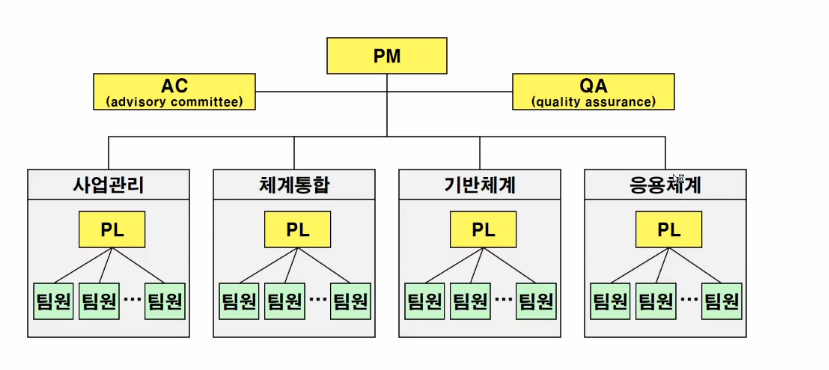 PM
AC
(advisory committee)
QA
(quality assurance)
사업관리
체계통합
기반체계
응용체계
PL
PL
PL
PL
팀원 팀원 ··· 팀원
팀원 팀원 ··· 팀원
팀원 팀원 ··· 팀원
팀원 팀원 ··· 팀원